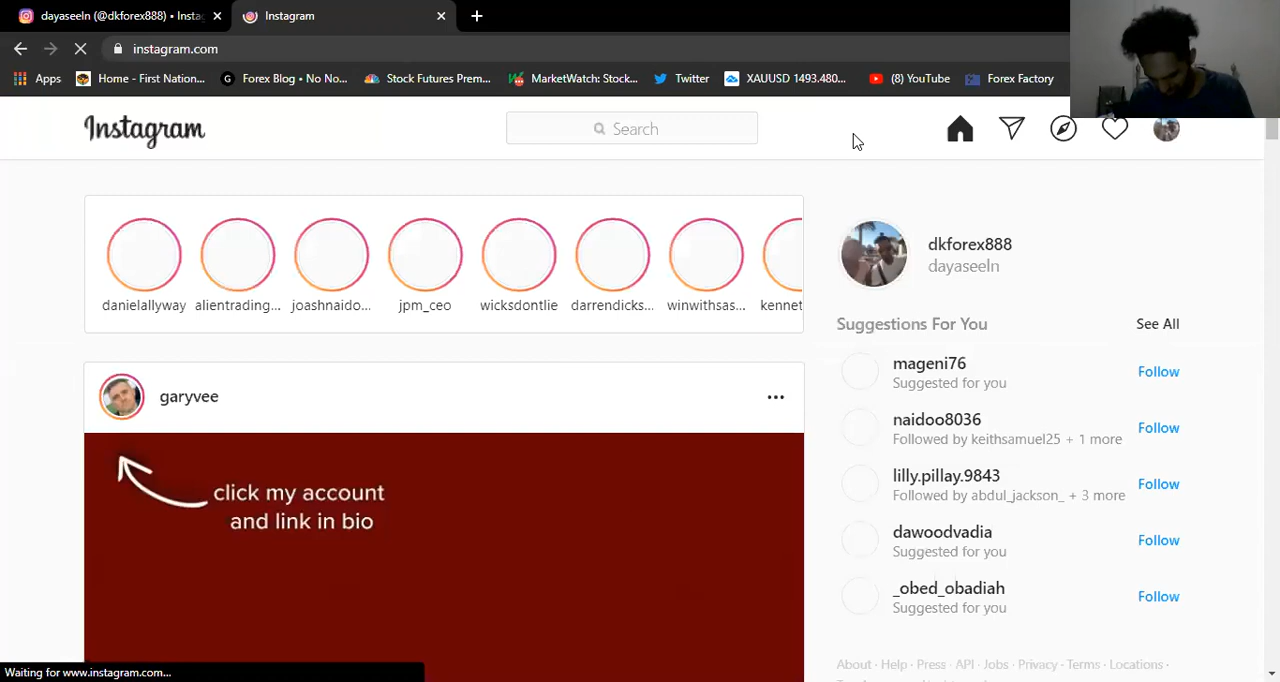 dayaseeln (@dkforex888) • Insta
Instagram
instagram.com
Apps
Home - First Nation...
Forex Blog • No No...
Stock Futures Prem...
MarketWatch: Stock...
Twitter
XAUUSD 1493.480...
(8) YouTube
Forex Factory
Instagram
Search
danielallyway
alientrading...
joashnaido...
jpm_ceo
wicksdontlie
darrendicks...
winwithsas...
kennet
dkforex888
dayaseeln
Suggestions For You
See All
mageni76
Suggested for you
Follow
naidoo8036
Followed by keithsamuel25 + 1 more
Follow
lilly.pillay.9843
Followed by abdul_jackson_ + 3 more
Follow
dawoodvadia
Suggested for you
Follow
_obed_obadiah
Suggested for you
Follow
garyvee
click my account
and link in bio
About · Help · Press · API · Jobs · Privacy · Terms · Locations ·
Waiting for www.instagram.com...